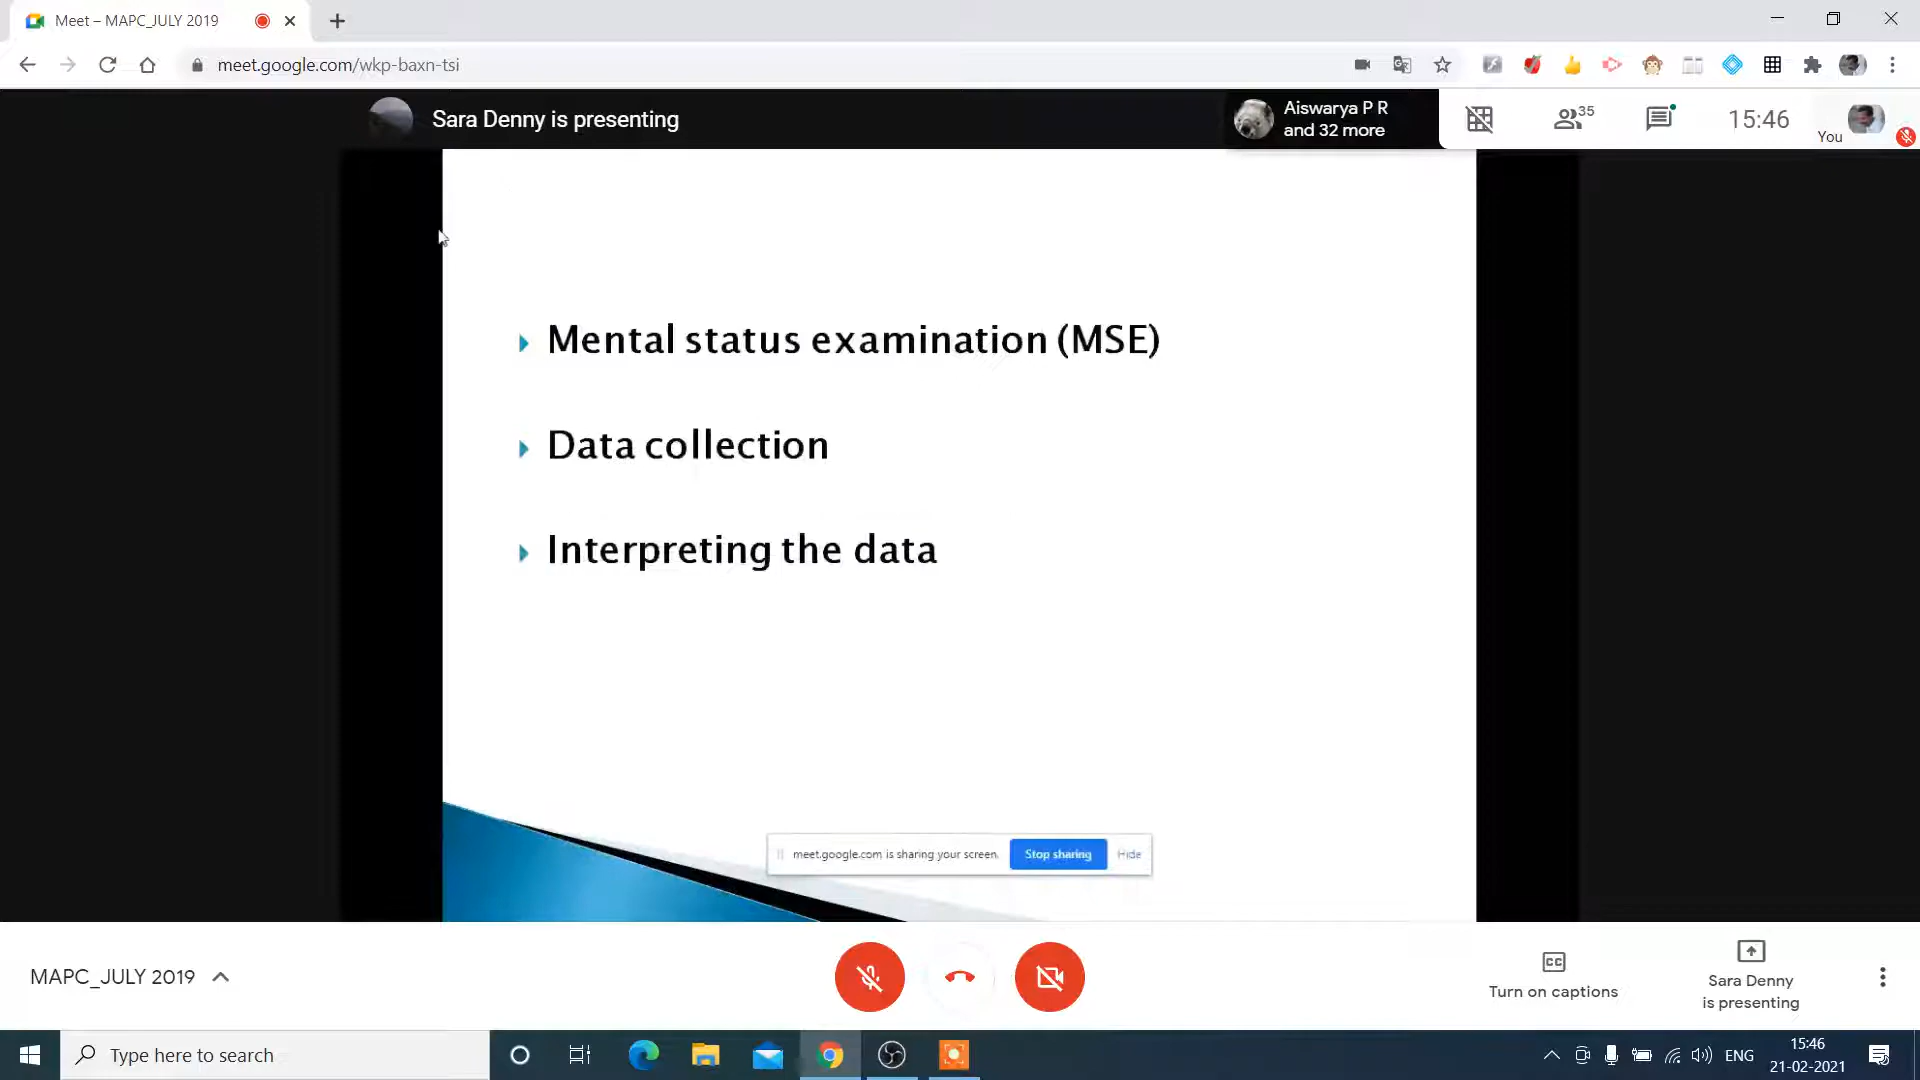 Meet – MAPC_JULY 2019
meet.google.com/wkp-baxn-tsi
Sara Denny is presenting
Aiswarya P R
and 32 more
35
15:46
You
Mental status examination (MSE)
Data collection
Interpreting the data
meet.google.com is sharing your screen.
Stop sharing
Hide
MAPC_JULY 2019
CC
Turn on captions
Sara Denny
is presenting
Type here to search
ENG
15:46
21-02-2021